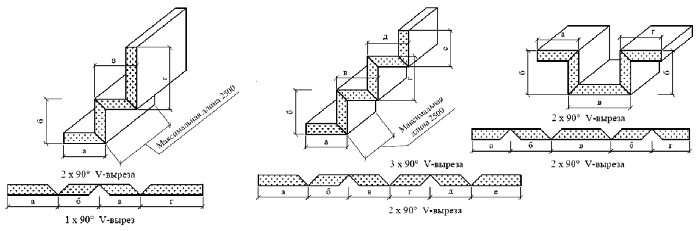 в
г
б
а
Максимальная длина 2500
2 х 90° V-выреза
а
б
в
г
1 х 90° V-вырез
д
е
в
г
б
а
Максимальная
длина 2500
3 х 90° V-выреза
а
б
в
г
д
е
2 х 90° V-выреза
а
г
б
б
в
2 х 90° V-выреза
а
б
в
б
г
2 х 90° V-выреза